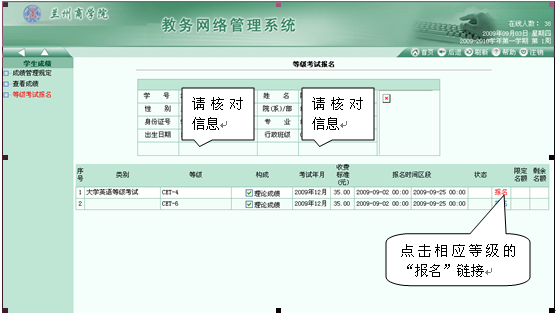 兰州商学院
教务网络管理系统
在线人数: 38
2009年09月03日 星期四
2009-2010学年第一学期 第 1周
首页 后退 刷新 帮助 注销
学生成绩
成绩管理规定
查看成绩
等级考试报名
等级考试报名
学 号 姓 名
性 别 院(系)/部
身份证号 专 业
出生日期 行政班级
请核对
信息
请核对
信息
序号 类别 等级 构成 考试年月 收费标准(元) 报名时间区段 状态 限定名额 剩余名额
1 大学英语等级考试 CET-4 理论成绩 2009年12月 35.00 2009-09-02 00:00 2009-09-25 00:00 报名
2 CET-6 理论成绩 2009年12月 35.00 2009-09-02 00:00 2009-09-25 00:00
点击相应等级的
“报名”链接